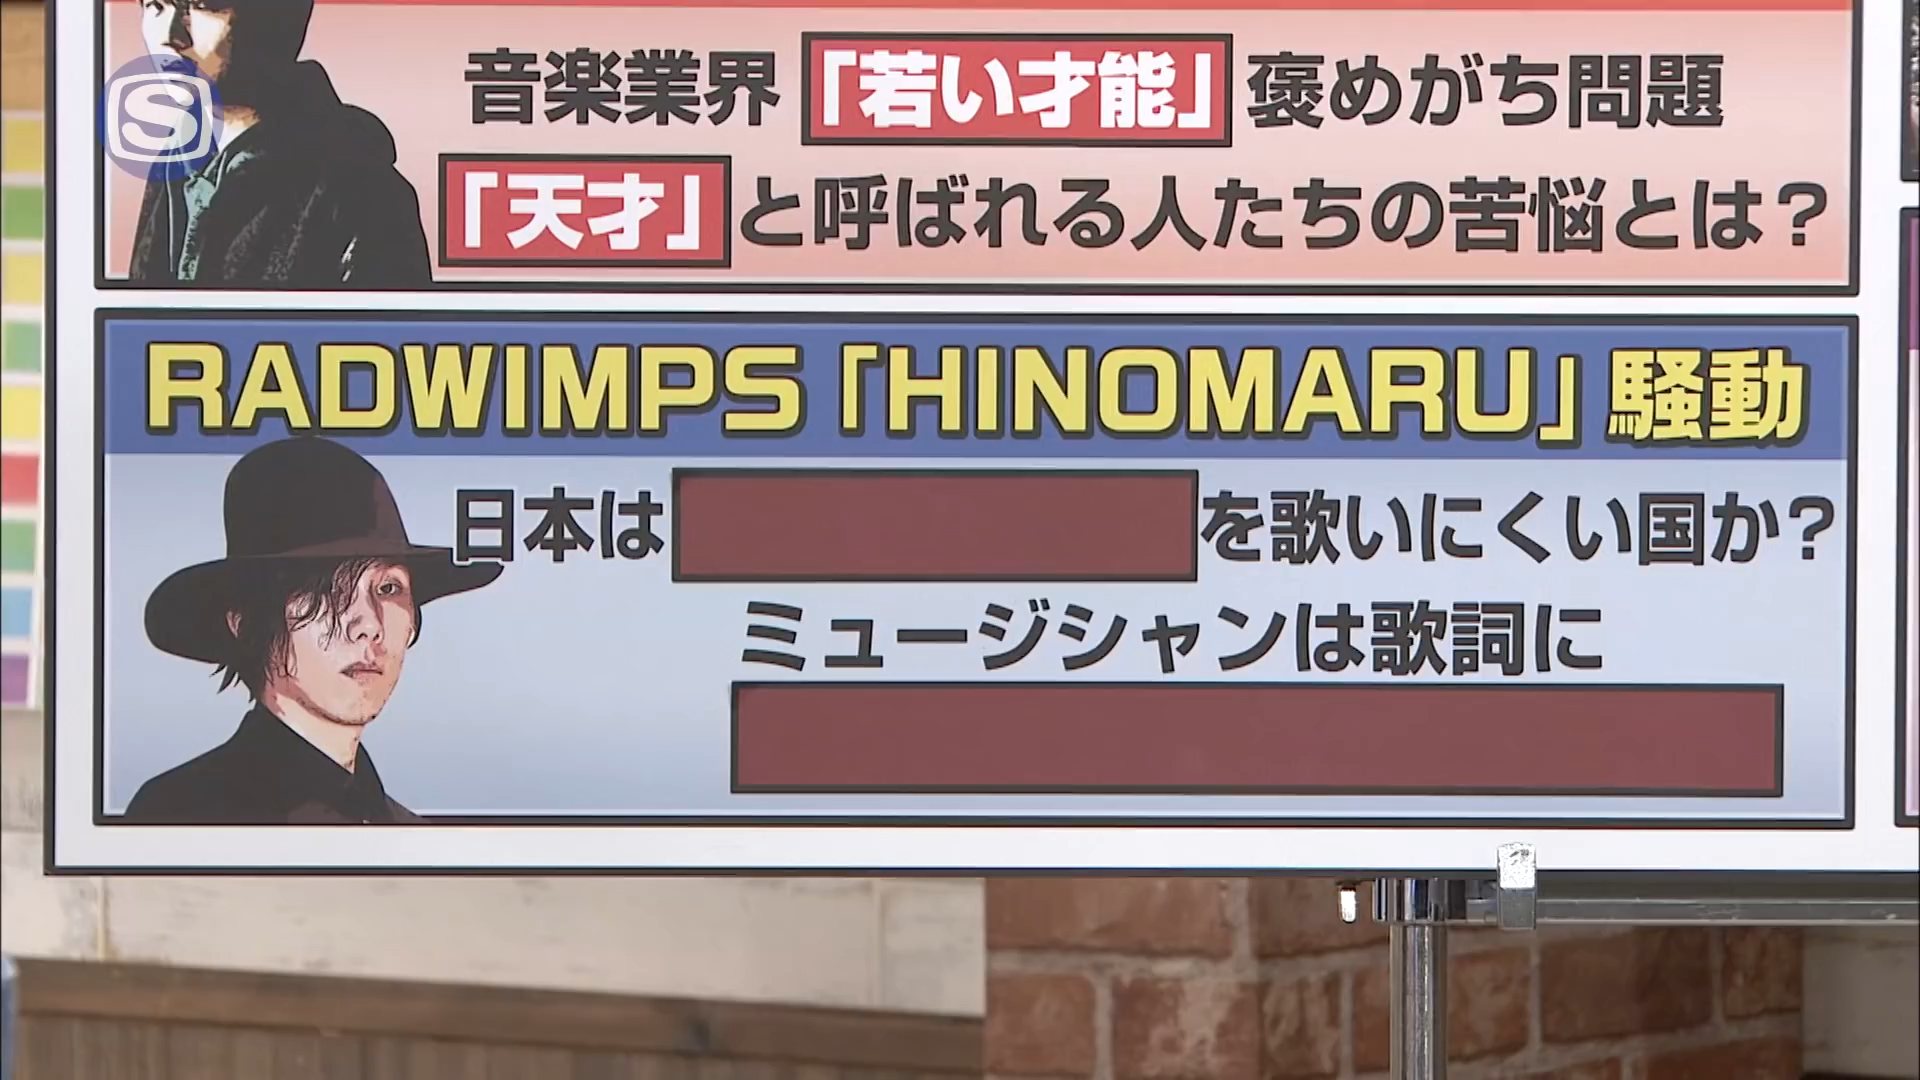 S
音楽業界「若い才能」褒めがち問題
「天才」と呼ばれる人たちの苦悩とは？
RADWIMPS「HINOMARU」騒動
日本は
を歌いにくい国か？
ミュージシャンは歌詞に